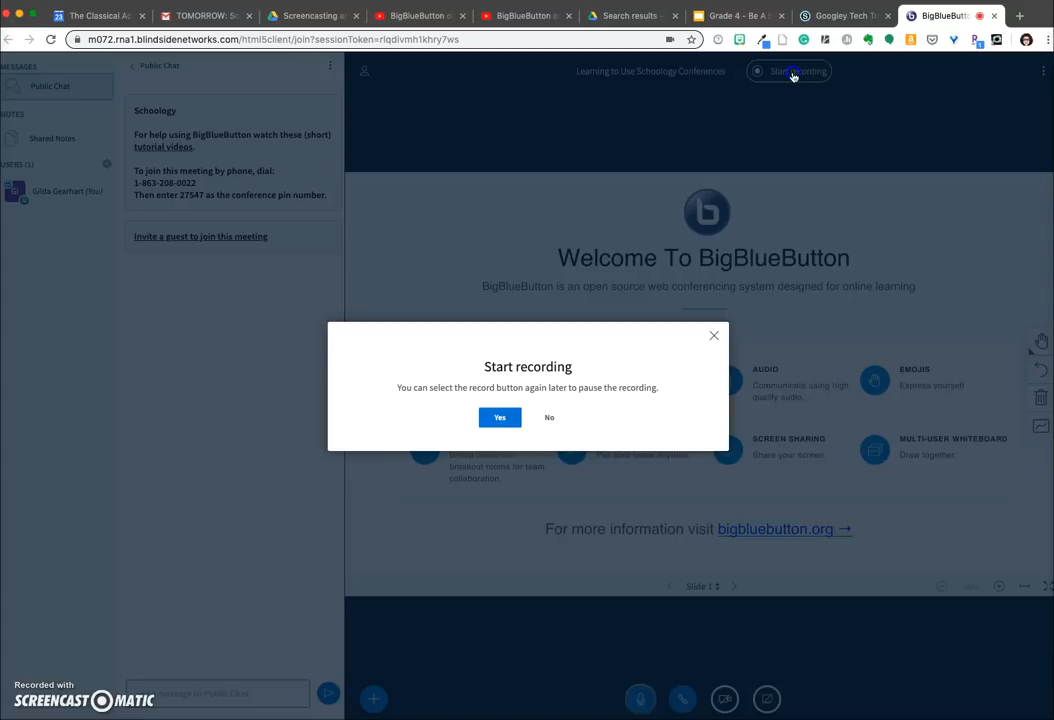 The Classical Ac
TOMORROW: Sc
Screencasting a
BigBlueButton c
BigBlueButton
Search results -
Grade 4 - Be A S
Googley Tech T
BigBlueButt
m072.rna1.blindsidenetworks.com/html5client/join?sessionToken=rlqdivmh1khry7ws
MESSAGES
Public Chat
NOTES
Shared Notes
USERS (1)
Gilda Gearhart (You)
Public Chat
Schoology
For help using BigBlueButton watch these (short)
tutorial videos.
To join this meeting by phone, dial:
1-863-208-0022
Then enter 27547 as the conference pin number.
Invite a guest to join this meeting
Learning to Use Schoology Conferences
Start recording
Welcome To BigBlueButton
BigBlueButton is an open source web conferencing system designed for online learning
Start recording
You can select the record button again later to pause the recording.
Yes
No
AUDIO
Communicate using high
quality audio.
EMOJIS
Express yourself.
breakout rooms for team
collaboration.
SCREEN SHARING
Share your screen.
MULTI-USER WHITEBOARD
Draw together.
For more information visit bigbluebutton.org →
Slide 1
message to Public Chat
Recorded with
SCREENCAST MATIC